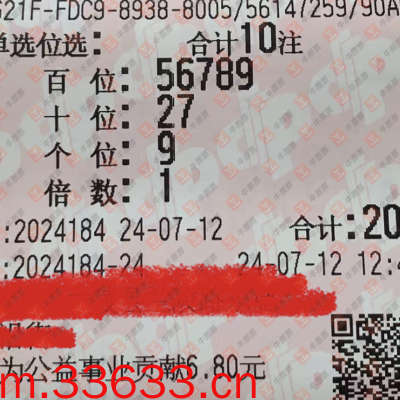 G21F-FDC9-8938-8005/56147259/90A
单选位选: 合计10注
百 位: 56789
十 位: 27
个 位: 9
倍 数: 1
:2024184 24-07-12 合计:20
:2024184-24 24-07-12 12:4
为公益事业贡献6.80元
m.33633.cn